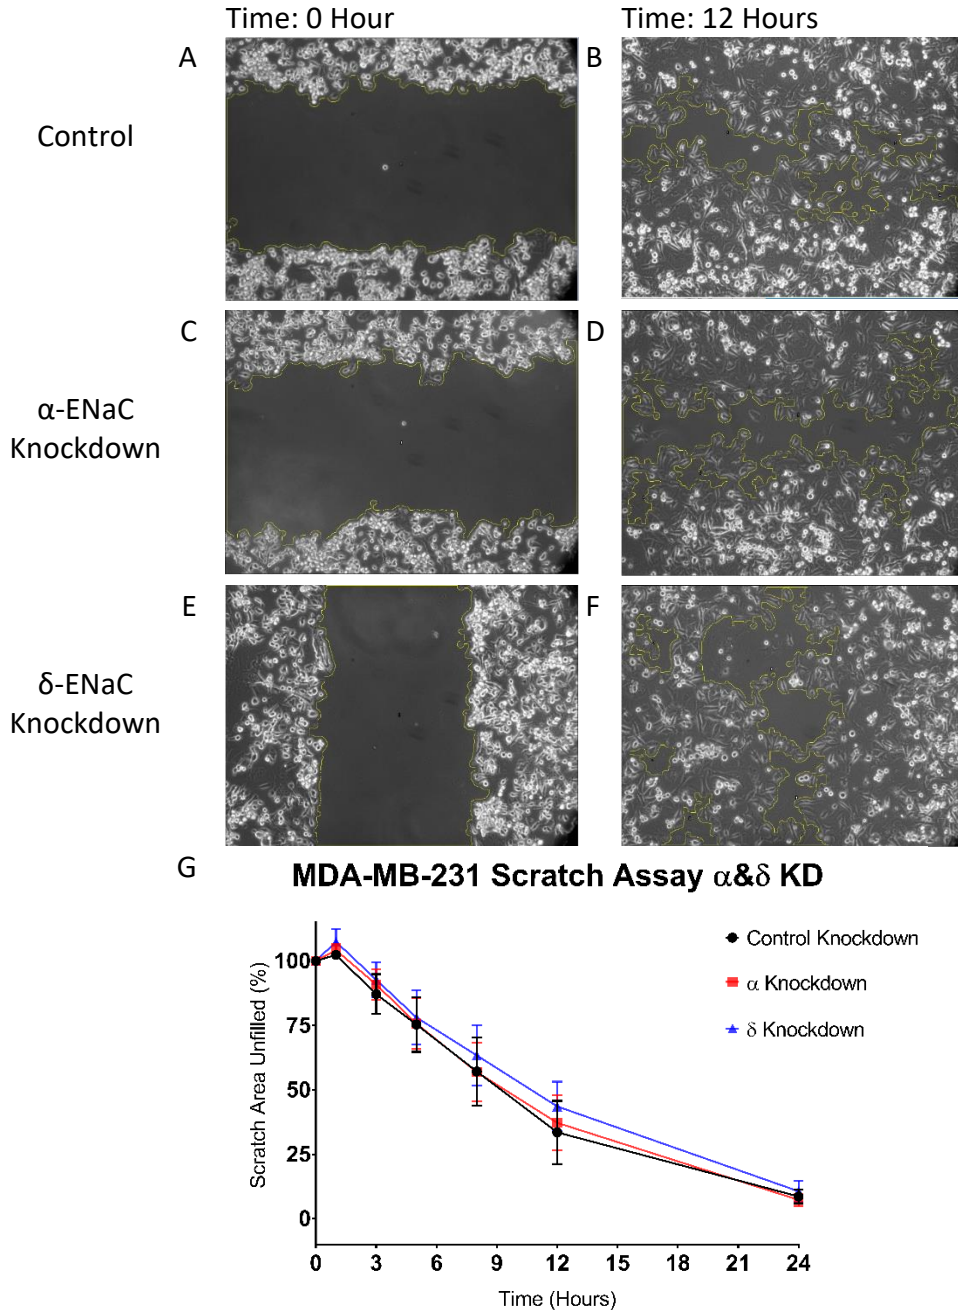 Time: 0 Hour
Time: 12 Hours
A
B
Control
C
D
α-ENaC
Knockdown
E
F
δ-ENaC
Knockdown
G
MDA-MB-231 Scratch Assay α&δ KD
Scratch Area Unfilled (%)
100
75
50
25
0
Control Knockdown
α Knockdown
δ Knockdown
0 3 6 9 12 15 18 21 24
Time (Hours)